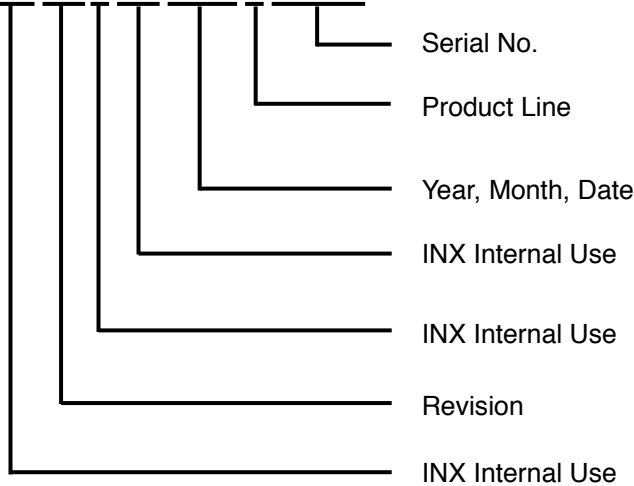 Serial No.
Product Line
Year, Month, Date
INX Internal Use
INX Internal Use
Revision
INX Internal Use